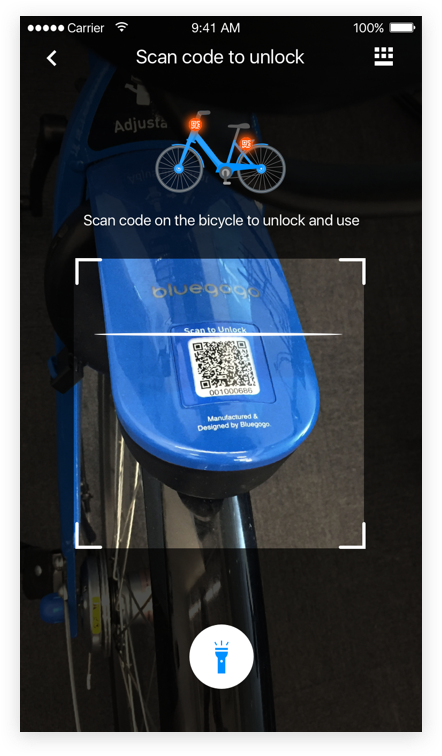 Carrier 9:41 AM 100%
Scan code to unlock
Adjusta
Scan code on the bicycle to unlock and use
bluegogo
Scan to Unlock
001000686
Manufactured &
Designed by Bluegogo.